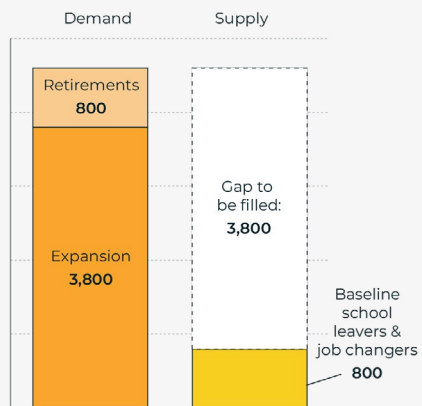 Demand
Supply
Retirements
800
Expansion
3,800
Gap to
be filled:
3,800
Baseline
school
leavers &
job changers
800